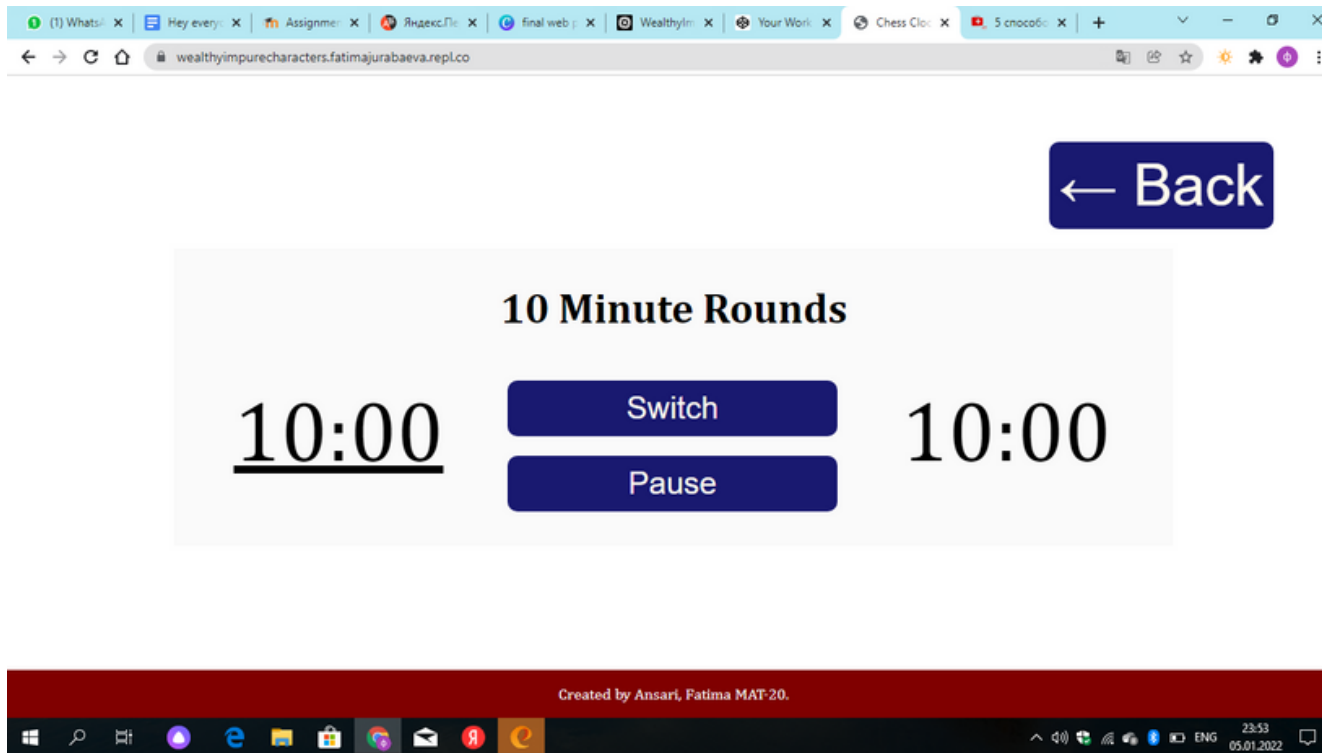 (1) Whats
Hey every
Assignmen
Яндекс.Пе
final web p
WealthyIm
Your Work
Chess Cloc
5 способо
wealthyimpurecharacters.fatimajurabaeva.repl.co
← Back
10 Minute Rounds
10:00
Switch
10:00
Pause
Created by Ansari, Fatima MAT-20.
ENG
23:53
05.01.2022